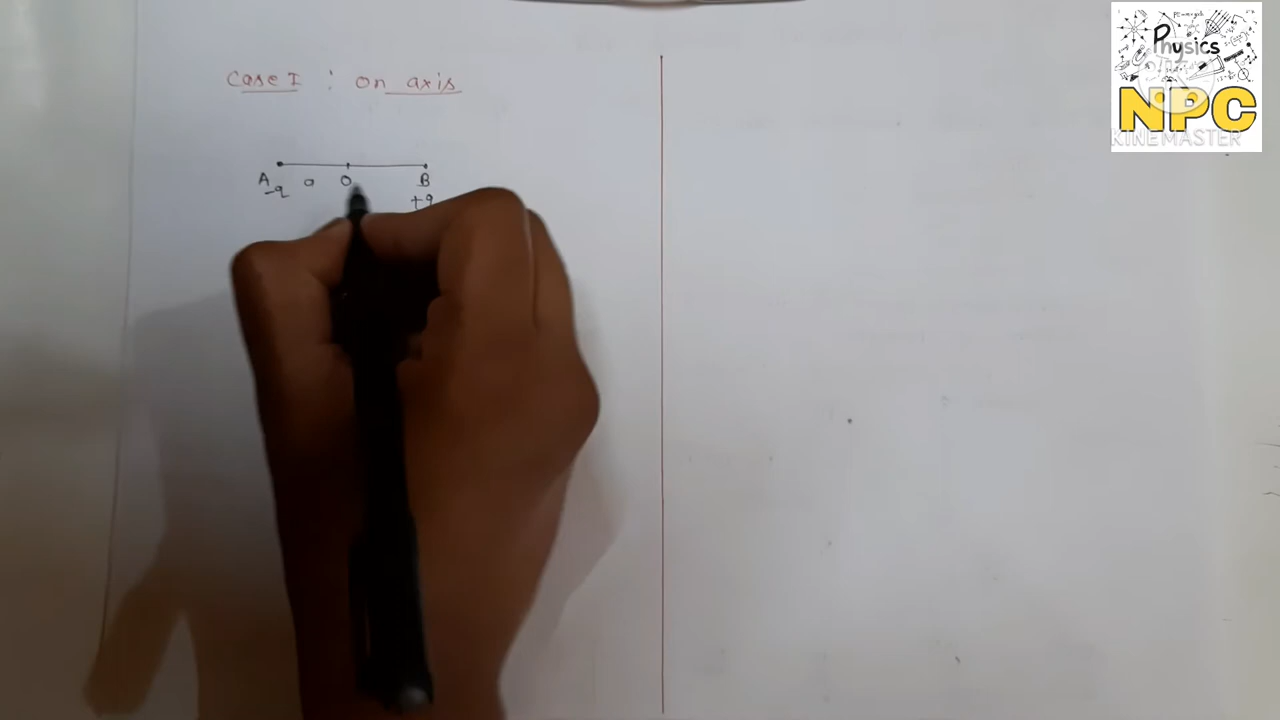 Case I : on axis
A a O B
-q +q
Physics
NPC
KINEMASTER